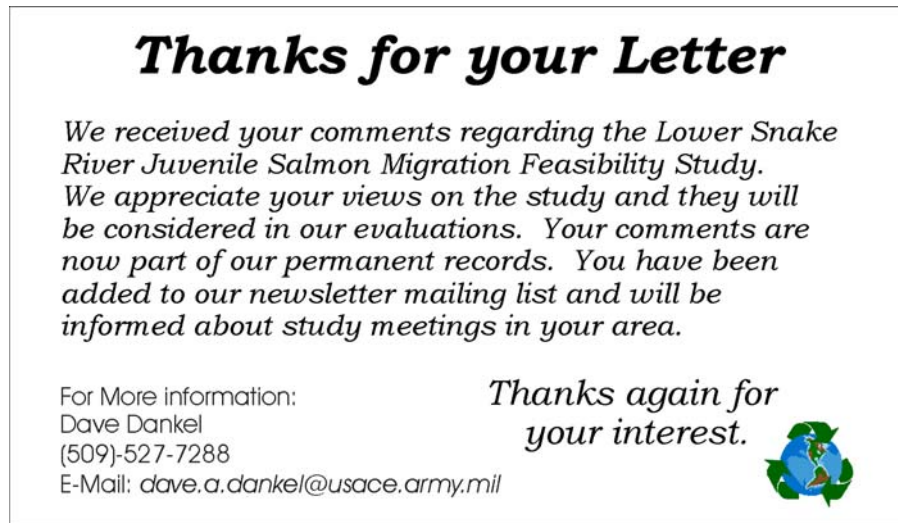 Thanks for your Letter
We received your comments regarding the Lower Snake
River Juvenile Salmon Migration Feasibility Study.
We appreciate your views on the study and they will
be considered in our evaluations.  Your comments are
now part of our permanent records.  You have been
added to our newsletter mailing list and will be
informed about study meetings in your area.
For More information:
Dave Dankel
(509)-527-7288
E-Mail: dave.a.dankel@usace.army.mil
Thanks again for
your interest.